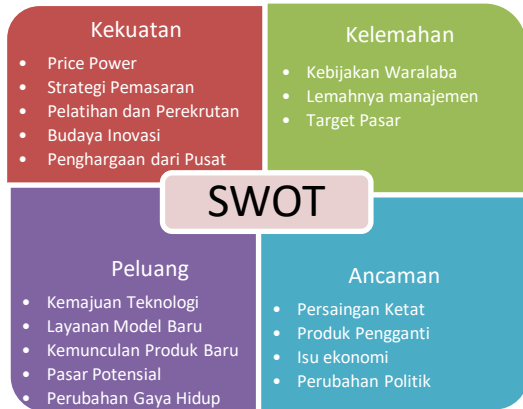 Kekuatan
• Price Power
• Strategi Pemasaran
• Pelatihan dan Perekrutan
• Budaya Inovasi
• Penghargaan dari Pusat
Kelemahan
• Kebijakan Waralaba
• Lemahnya manajemen
• Target Pasar
SWOT
Peluang
• Kemajuan Teknologi
• Layanan Model Baru
• Kemunculan Produk Baru
• Pasar Potensial
• Perubahan Gaya Hidup
Ancaman
• Persaingan Ketat
• Produk Pengganti
• Isu ekonomi
• Perubahan Politik